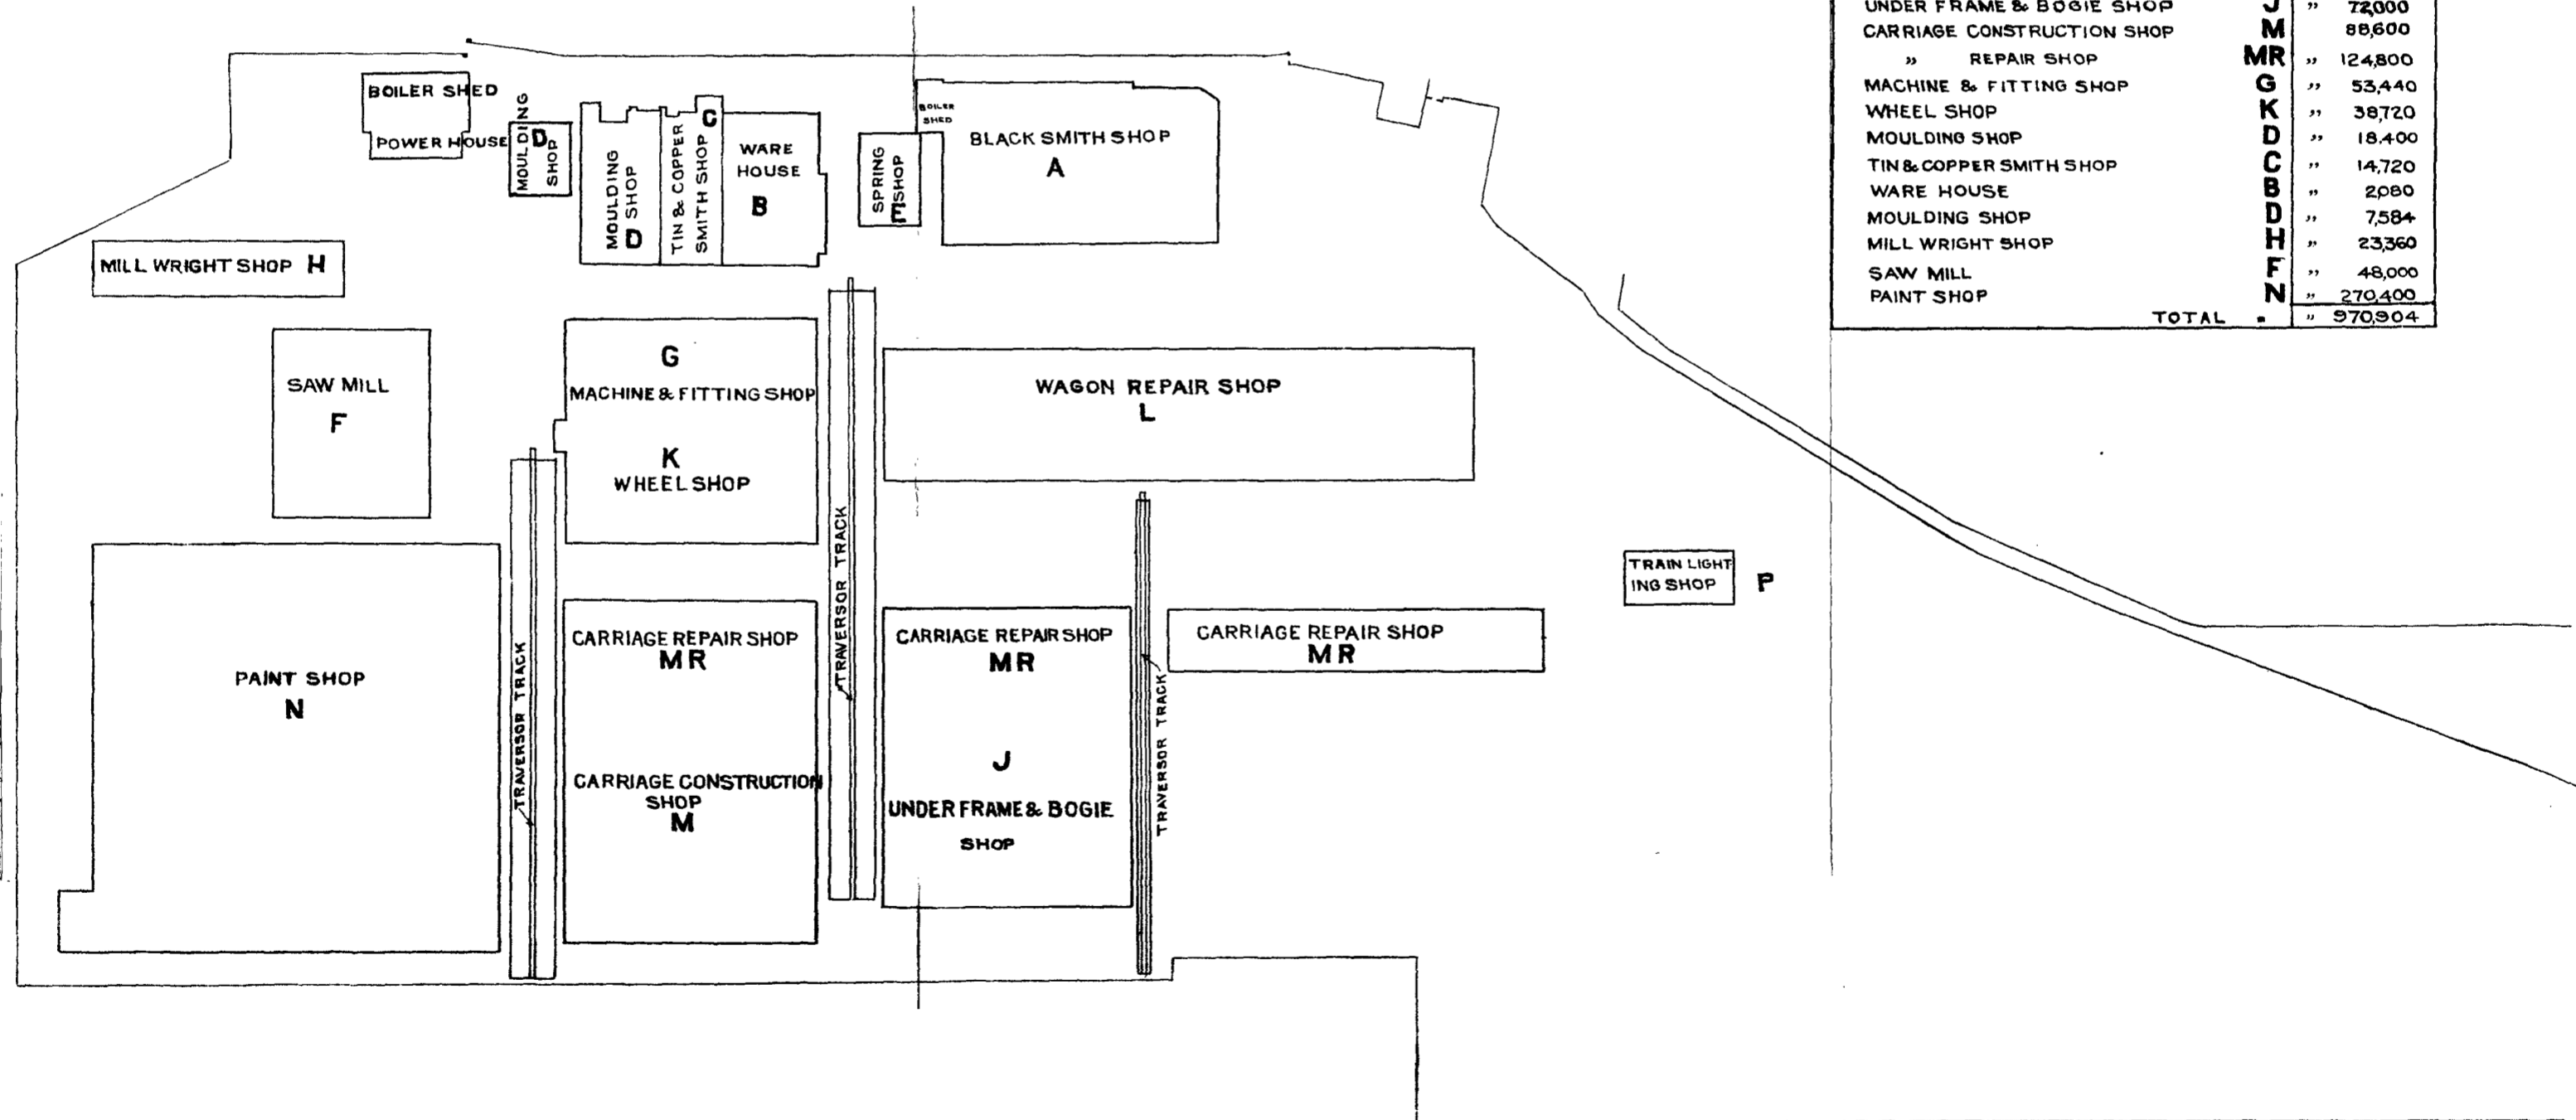 BOILER SHED
POWER HOUSE
MOULDING
D
SHOP
MOULDING
D SHOP
TIN & COPPER
SMITH SHOP C
WARE
HOUSE
B
SPRING
E SHOP
BOILER
SHED
BLACK SMITH SHOP
A
MILL WRIGHT SHOP H
SAW MILL
F
G
MACHINE & FITTING SHOP
K
WHEEL SHOP
WAGON REPAIR SHOP
L
TRAIN LIGHT
ING SHOP P
PAINT SHOP
N
TRAVERSOR TRACK
CARRIAGE REPAIR SHOP
MR
CARRIAGE CONSTRUCTION
SHOP
M
TRAVERSOR TRACK
CARRIAGE REPAIR SHOP
MR
J
UNDER FRAME & BOGIE
SHOP
TRAVERSOR TRACK
CARRIAGE REPAIR SHOP
MR
UNDER FRAME & BOGIE SHOP J " 72,000
CARRIAGE CONSTRUCTION SHOP M 88,600
" REPAIR SHOP MR " 124,800
MACHINE & FITTING SHOP G " 53,440
WHEEL SHOP K " 38,720
MOULDING SHOP D " 18.400
TIN & COPPER SMITH SHOP C " 14,720
WARE HOUSE B " 2,080
MOULDING SHOP D " 7,584
MILL WRIGHT SHOP H " 23,360
SAW MILL F " 48,000
PAINT SHOP N " 270,400
TOTAL - " 970,904